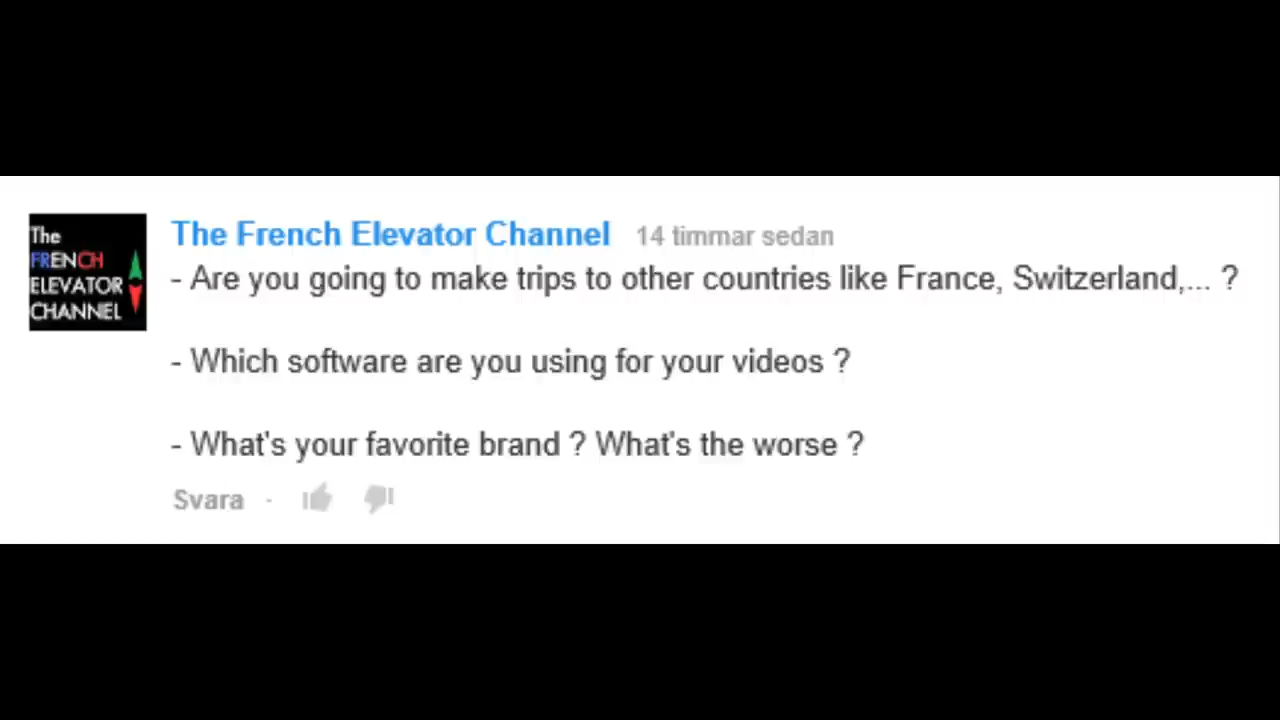 The
FRENCH
ELEVATOR
CHANNEL
The French Elevator Channel 14 timmar sedan
- Are you going to make trips to other countries like France, Switzerland,... ?
- Which software are you using for your videos ?
- What's your favorite brand ? What's the worse ?
Svara ·